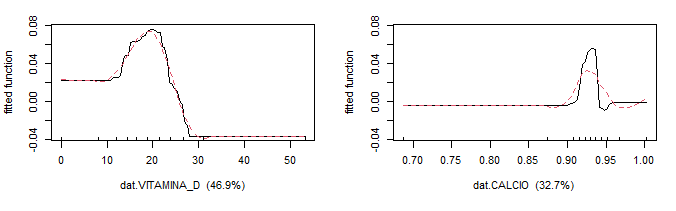 fitted function
0.08
0.04
0.00
-0.04
0 10 20 30 40 50
dat.VITAMINA_D (46.9%)
fitted function
0.08
0.04
0.00
-0.04
0.70 0.75 0.80 0.85 0.90 0.95 1.00
dat.CALCIO (32.7%)